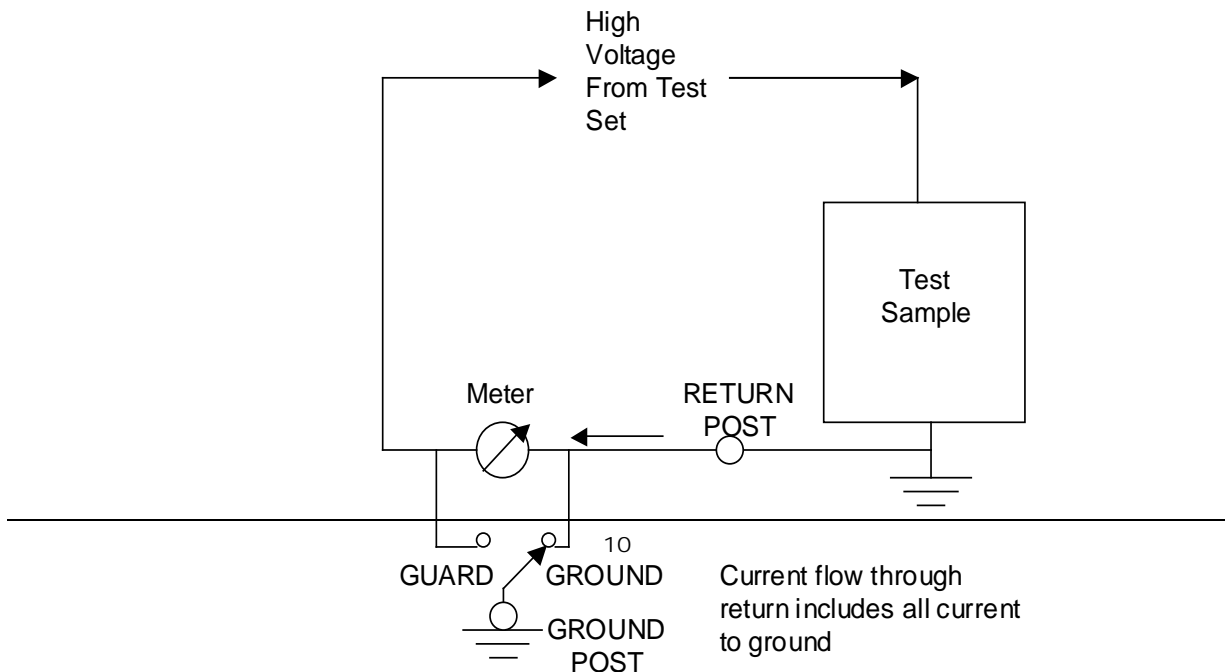 High
Voltage
From Test
Set
Test
Sample
Meter
RETURN
POST
10
GUARD
GROUND
GROUND
POST
Current flow through
return includes all current
to ground